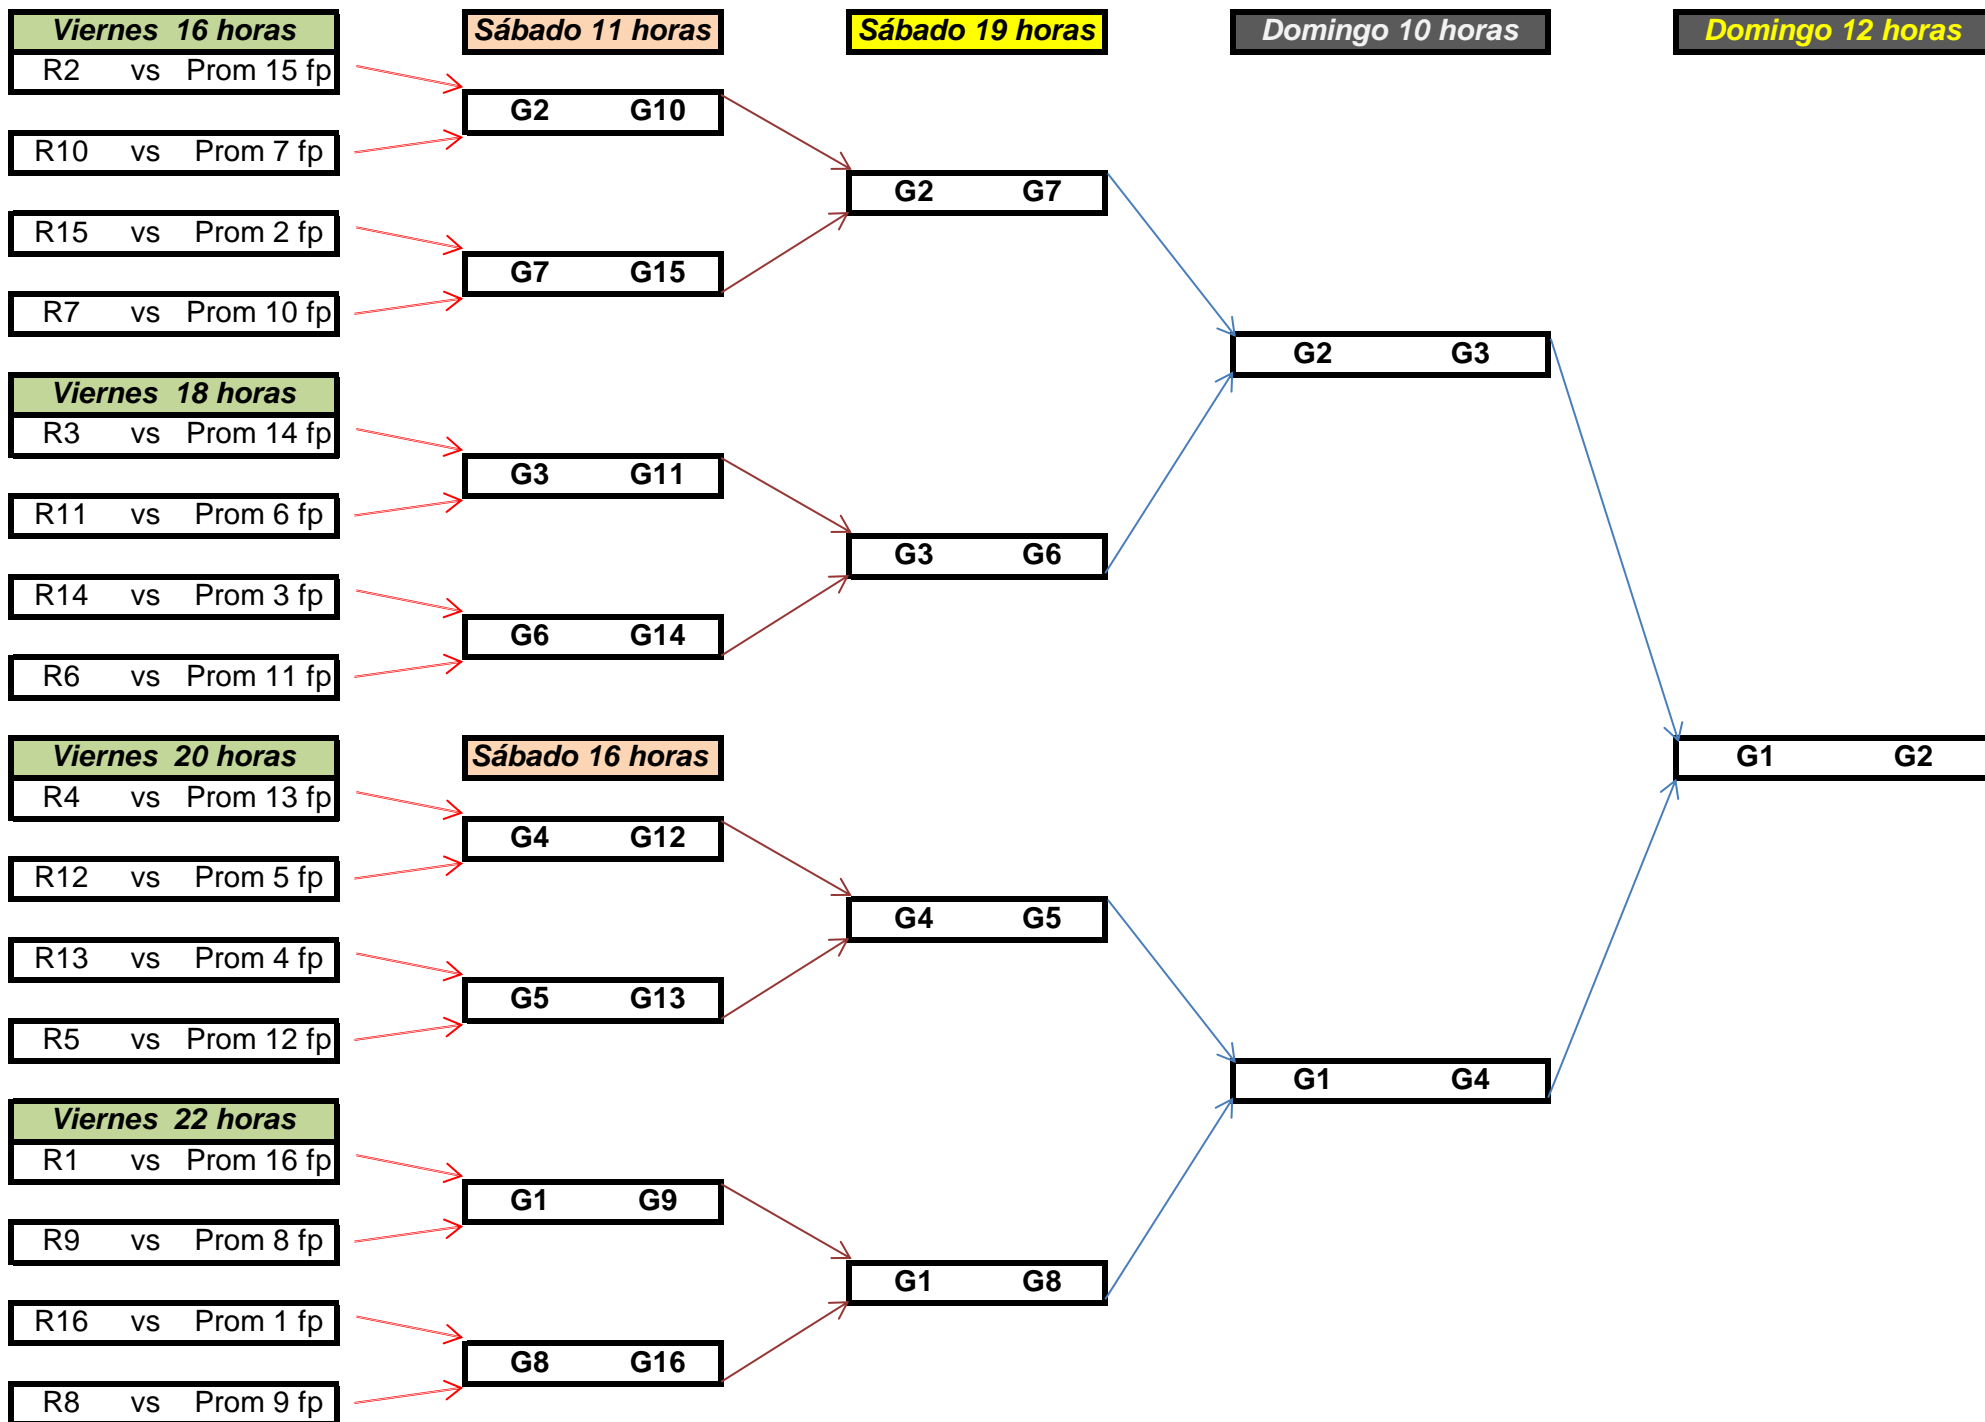 Viernes 16 horas
R2 vs Prom 15 fp
R10 vs Prom 7 fp
R15 vs Prom 2 fp
R7 vs Prom 10 fp
Viernes 18 horas
R3 vs Prom 14 fp
R11 vs Prom 6 fp
R14 vs Prom 3 fp
R6 vs Prom 11 fp
Viernes 20 horas
R4 vs Prom 13 fp
R12 vs Prom 5 fp
R13 vs Prom 4 fp
R5 vs Prom 12 fp
Viernes 22 horas
R1 vs Prom 16 fp
R9 vs Prom 8 fp
R16 vs Prom 1 fp
R8 vs Prom 9 fp
Sábado 11 horas
G2 G10
G7 G15
G3 G11
G6 G14
Sábado 16 horas
G4 G12
G5 G13
G1 G9
G8 G16
Sábado 19 horas
G2 G7
G3 G6
G4 G5
G1 G8
Domingo 10 horas
G2 G3
G1 G4
Domingo 12 horas
G1 G2